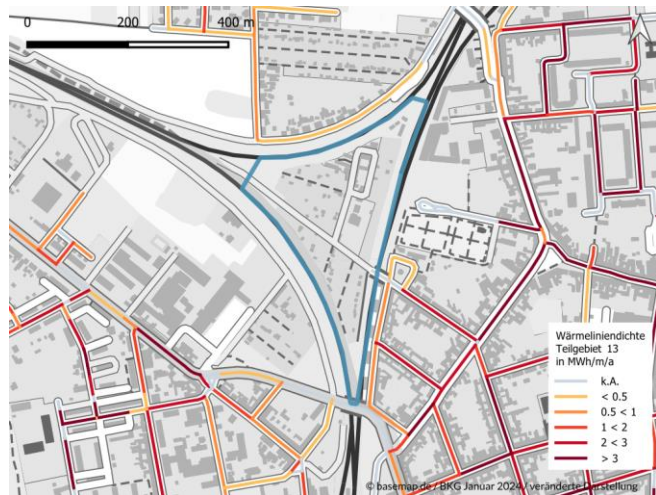 0 200 400 m
Wärmeliniendichte
Teilgebiet 13
in MWh/m/a
k.A.
< 0.5
0.5 < 1
1 < 2
2 < 3
> 3
© basemap.de / BKG Januar 2024 / veränderte Darstellung